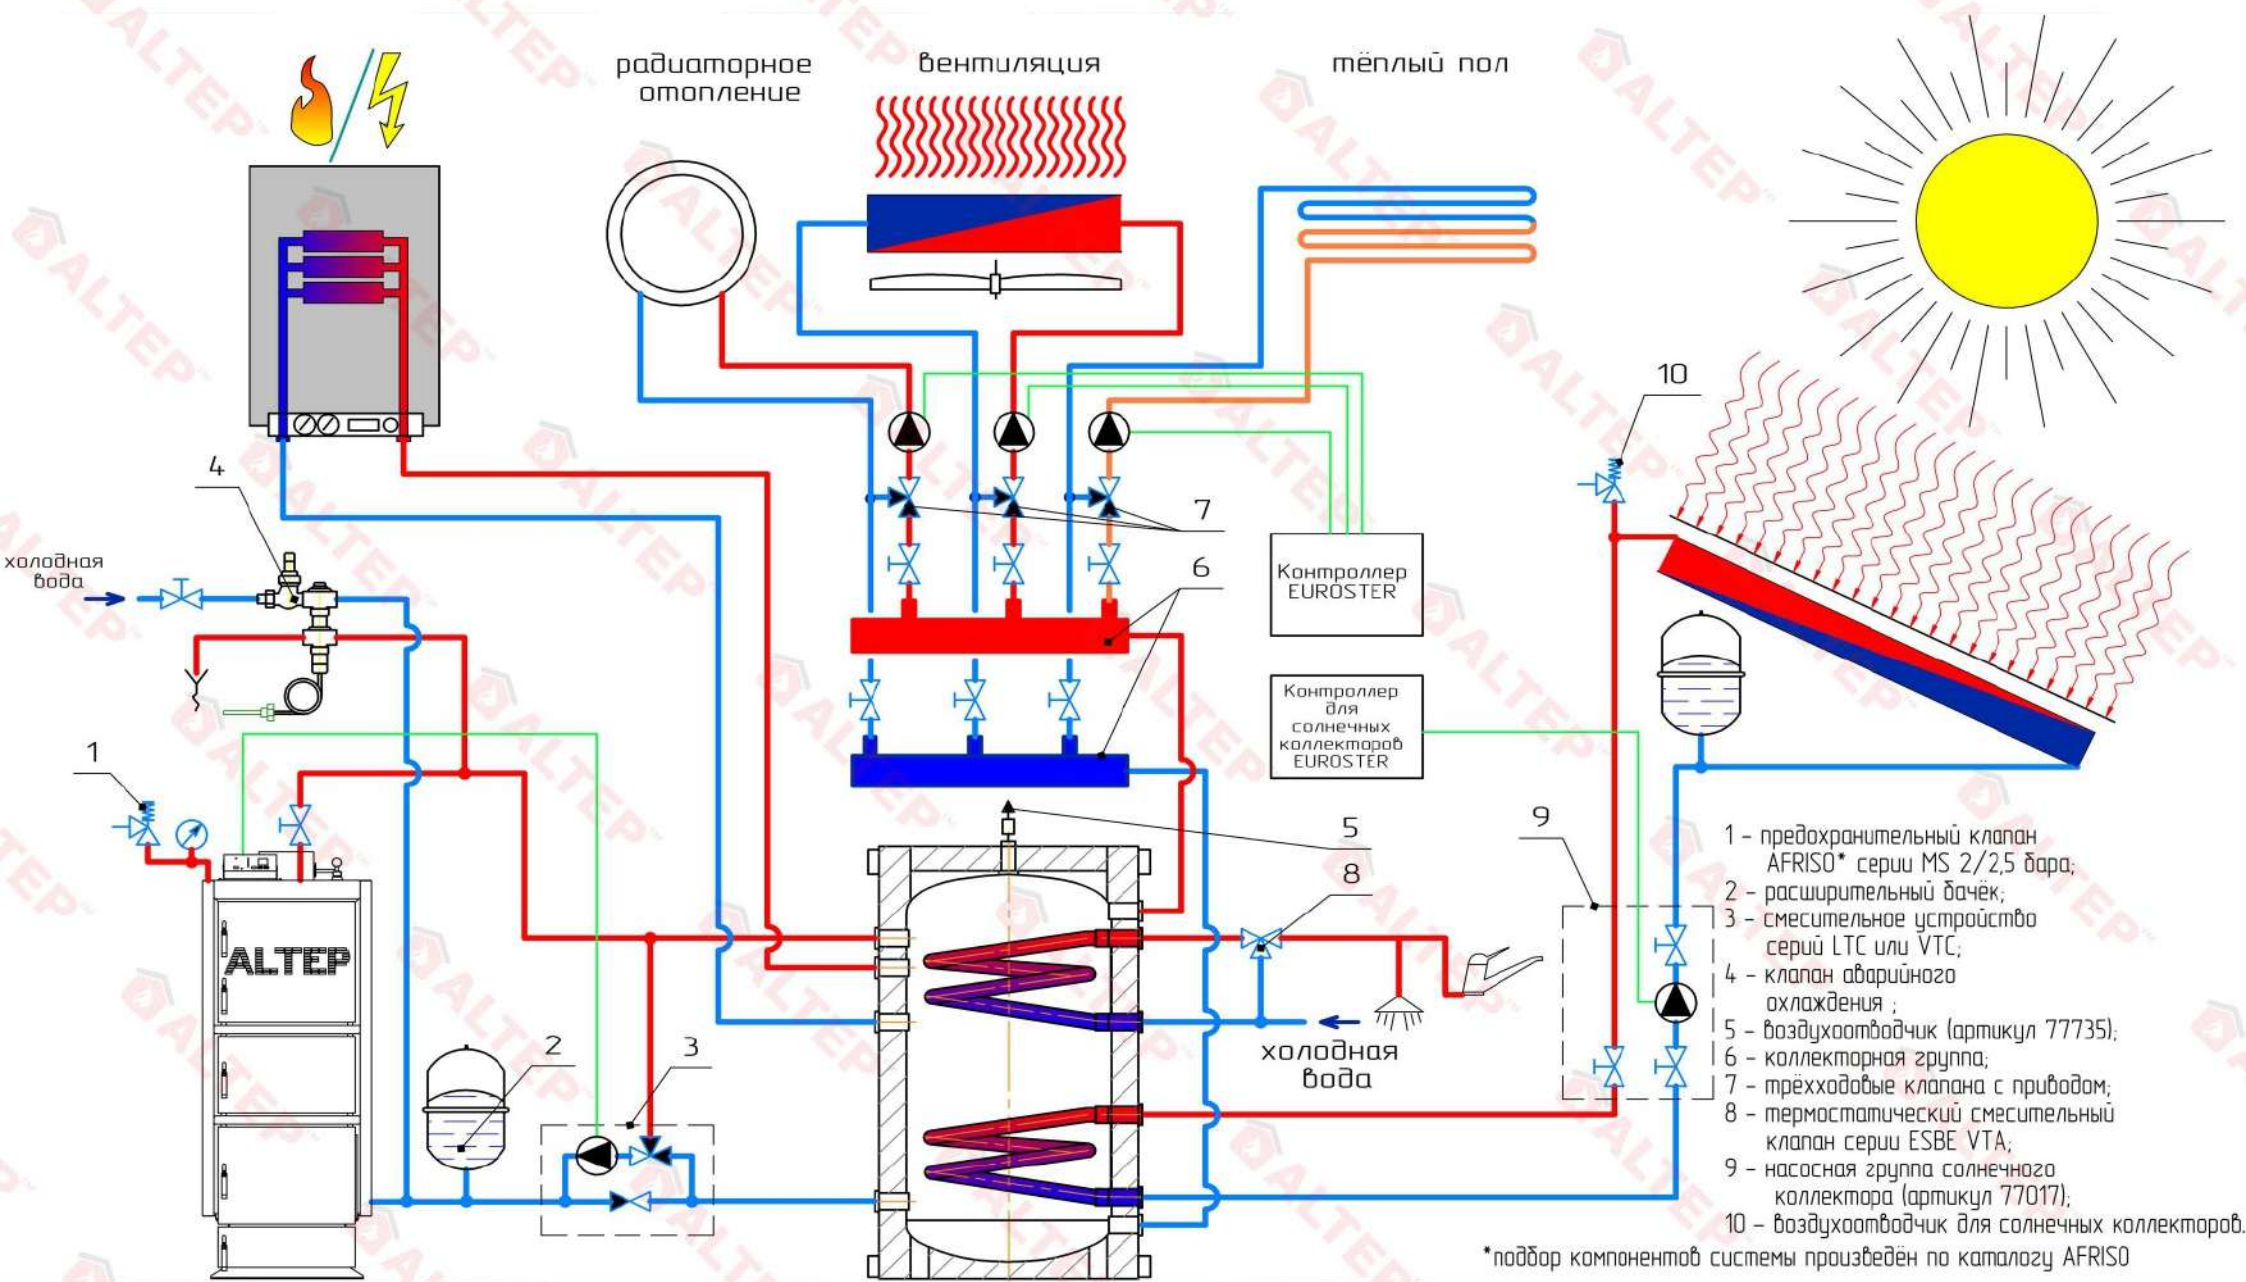 радиаторное
отопление
вентиляция
тёплый пол
10
4
7
холодная
вода
6
Контроллер
EUROSTER
Контроллер
для
солнечных
коллекторов
EUROSTER
1
5
9
8
ALTEP
2
3
холодная
вода
1 - предохранительный клапан
AFRISO* серии MS 2/2,5 бара;
2 - расширительный бачёк;
3 - смесительное устройство
серий LTC или VTC;
4 - клапан аварийного
охлаждения ;
5 - воздухоотводчик (артикул 77735);
6 - коллекторная группа;
7 - трёхходовые клапана с приводом;
8 - термостатический смесительный
клапан серии ESBE VTA;
9 - насосная группа солнечного
коллектора (артикул 77017);
10 - воздухоотводчик для солнечных коллекторов.
*подбор компонентов системы произведён по каталогу AFRISO